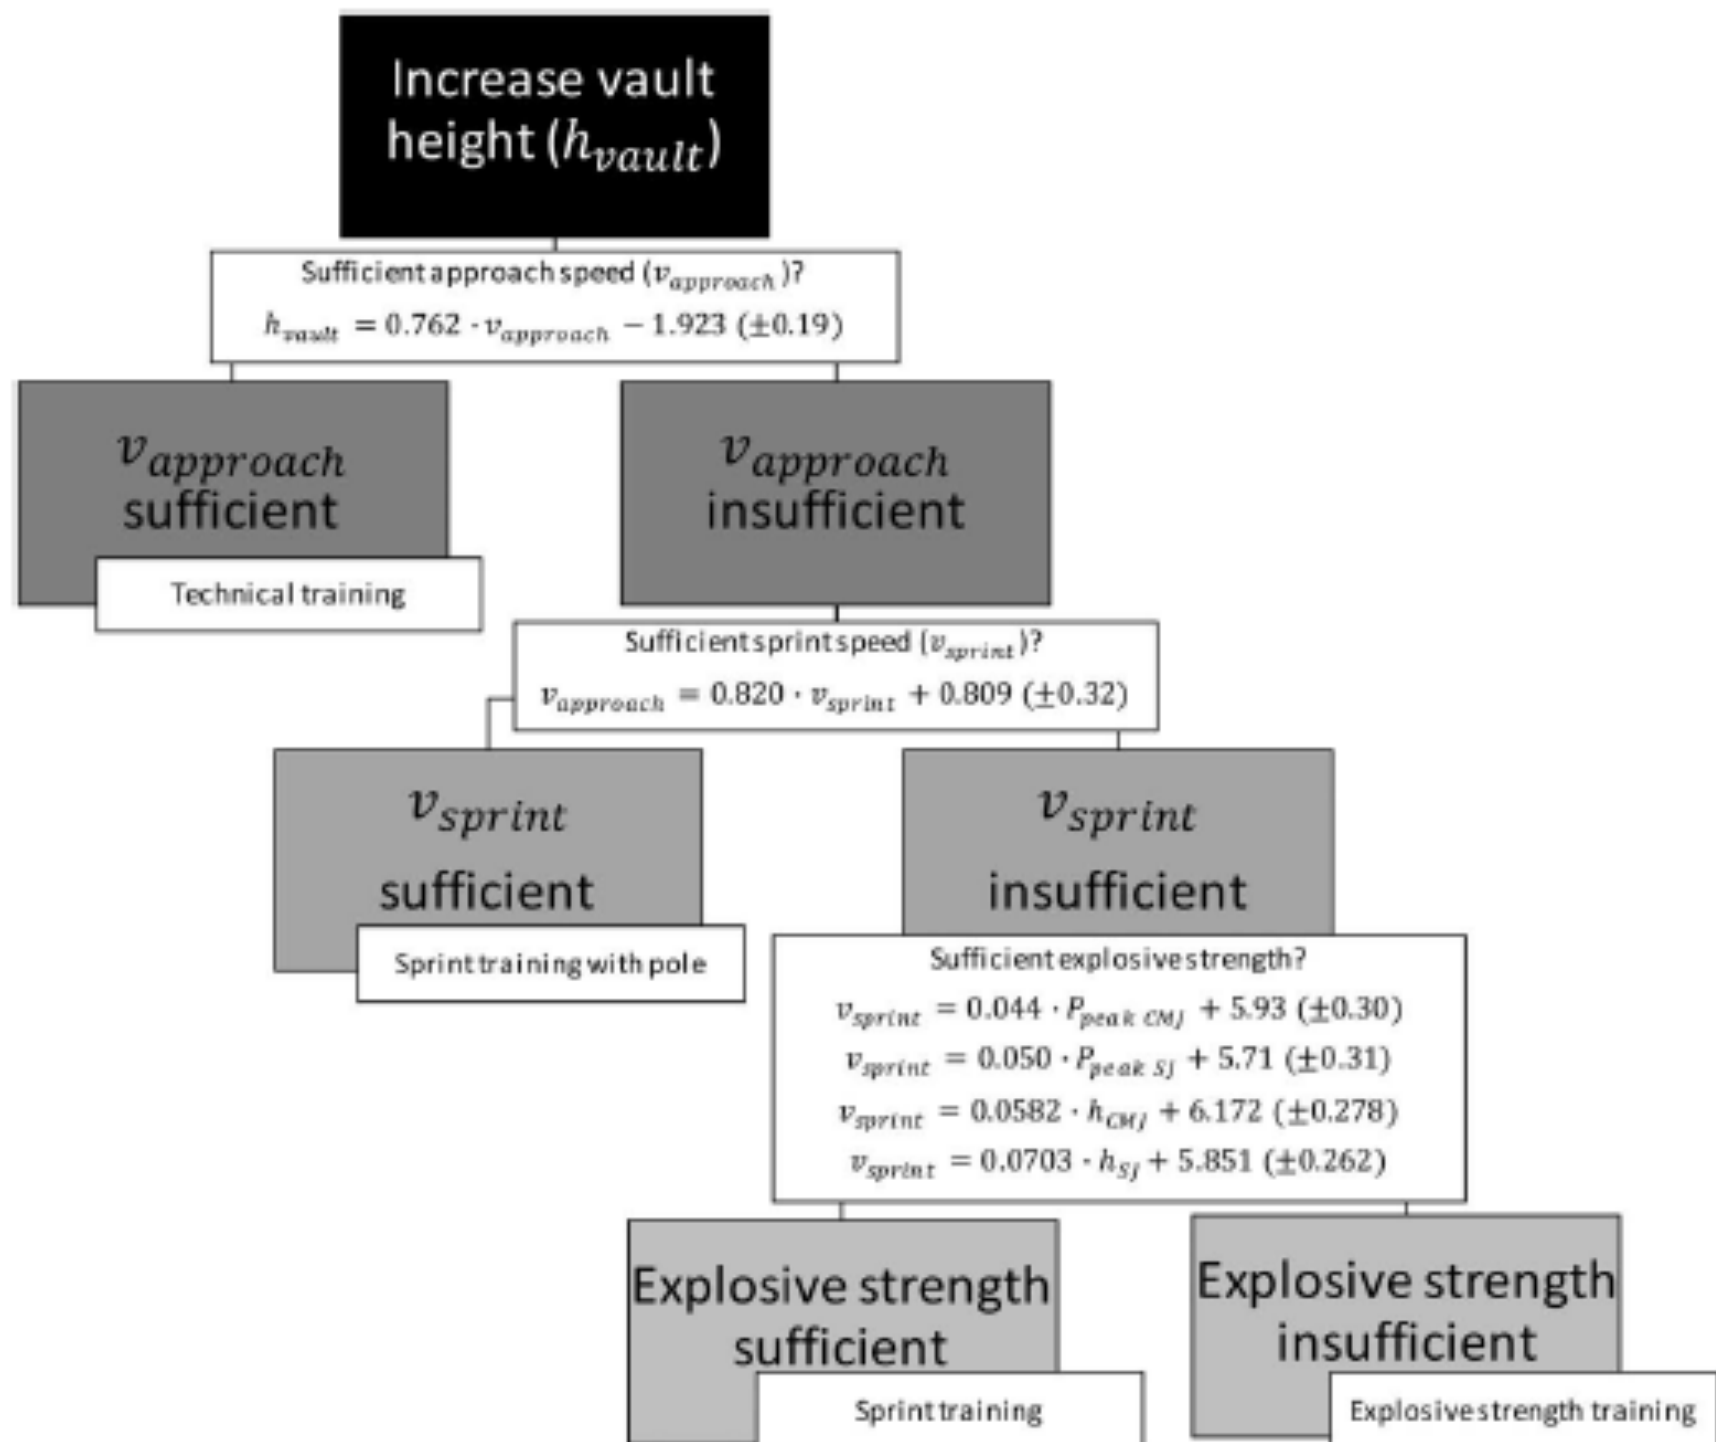 Increase vault
height (h_vault)
Sufficient approach speed (v_approach)?
h_vault = 0.762 · v_approach − 1.923 (±0.19)
v_approach
sufficient
Technical training
v_approach
insufficient
Sufficient sprint speed (v_sprint)?
v_approach = 0.820 · v_sprint + 0.809 (±0.32)
v_sprint
sufficient
Sprint training with pole
v_sprint
insufficient
Sufficient explosive strength?
v_sprint = 0.044 · P_peak CMJ + 5.93 (±0.30)
v_sprint = 0.050 · P_peak SJ + 5.71 (±0.31)
v_sprint = 0.0582 · h_CMJ + 6.172 (±0.278)
v_sprint = 0.0703 · h_SJ + 5.851 (±0.262)
Explosive strength
sufficient
Sprint training
Explosive strength
insufficient
Explosive strength training